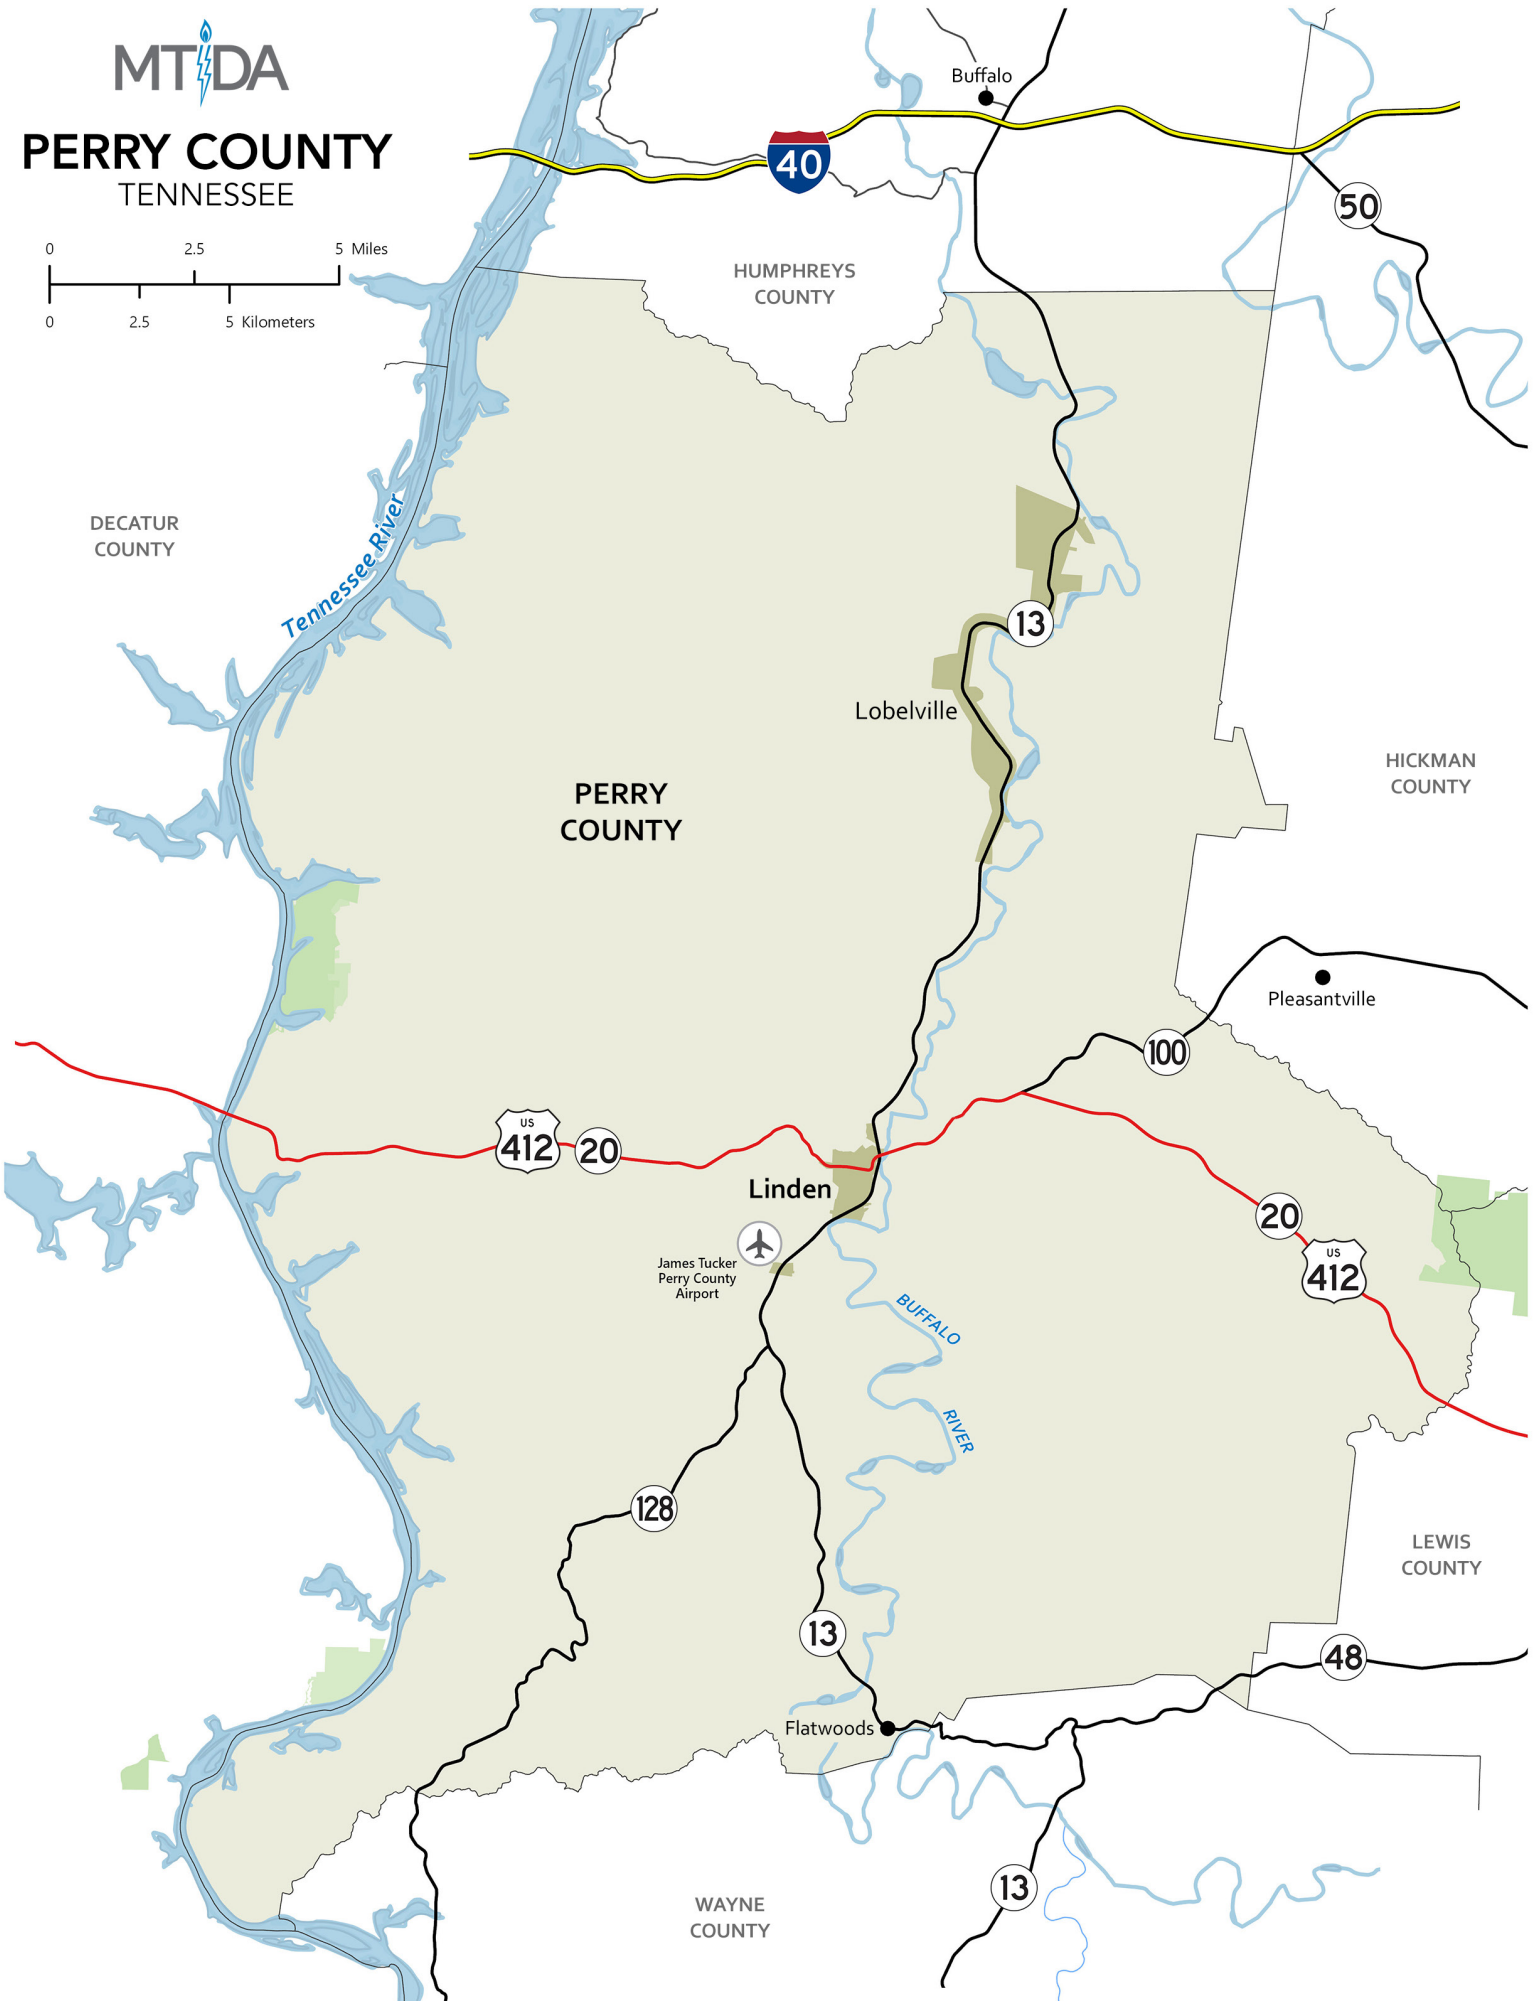 MTIDA
PERRY COUNTY
TENNESSEE
0 2.5 5 Miles
0 2.5 5 Kilometers
Buffalo
40
50
HUMPHREYS
COUNTY
DECATUR
COUNTY
Tennessee River
13
Lobelville
PERRY
COUNTY
HICKMAN
COUNTY
Pleasantville
100
US
412
20
Linden
20
US
412
James Tucker
Perry County
Airport
BUFFALO
RIVER
128
LEWIS
COUNTY
13
48
Flatwoods
13
WAYNE
COUNTY